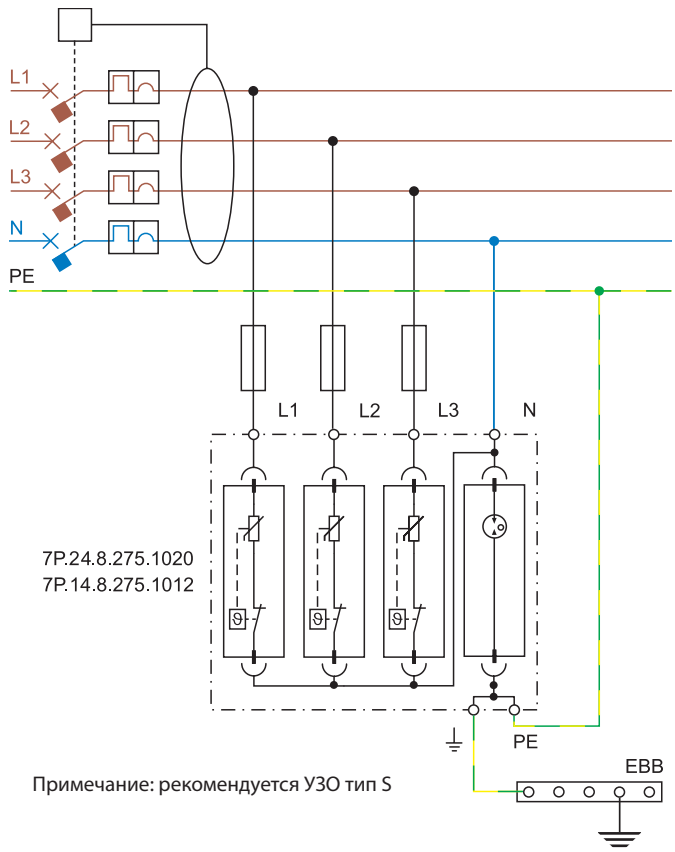 L1
L2
L3
N
PE
L1 L2 L3 N
7P.24.8.275.1020
7P.14.8.275.1012
ϑ ϑ ϑ
PE
EBB
Примечание: рекомендуется УЗО тип S